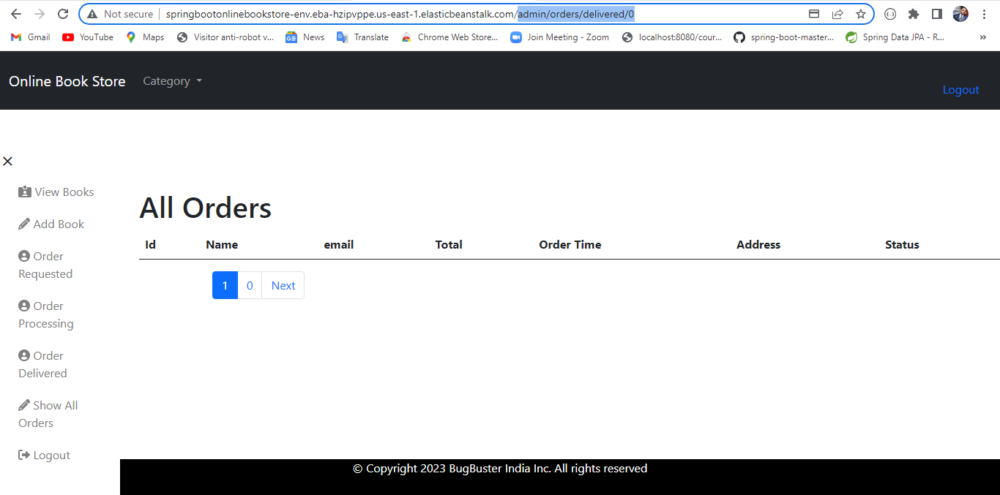 Not secure springbootonlinebookstore-env.eba-hzipvppe.us-east-1.elasticbeanstalk.com/admin/orders/delivered/0
Gmail YouTube Maps Visitor anti-robot v... News Translate Chrome Web Store... Join Meeting - Zoom localhost:8080/cour... spring-boot-master... Spring Data JPA - R... »
Online Book Store Category Logout
View Books
Add Book
Order
Requested
Order
Processing
Order
Delivered
Show All
Orders
Logout
All Orders
Id Name email Total Order Time Address Status
1 0 Next
© Copyright 2023 BugBuster India Inc. All rights reserved